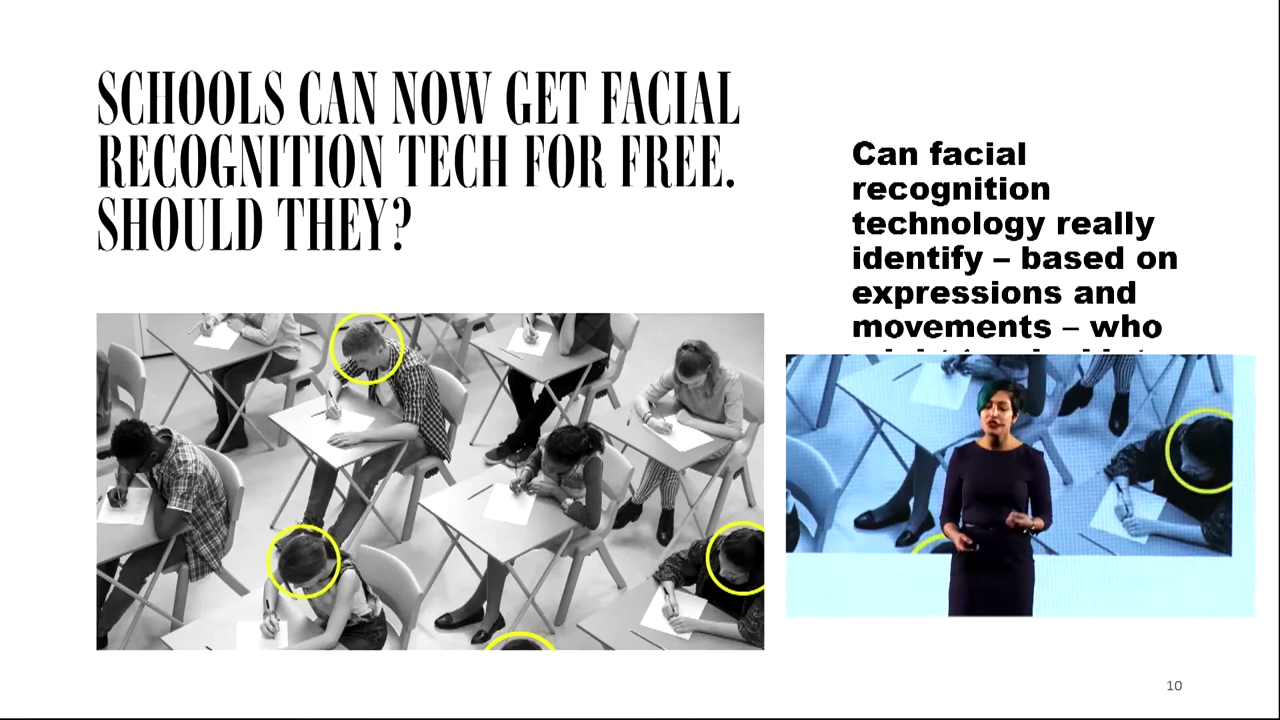 SCHOOLS CAN NOW GET FACIAL
RECOGNITION TECH FOR FREE.
SHOULD THEY?
Can facial
recognition
technology really
identify – based on
expressions and
movements – who
10